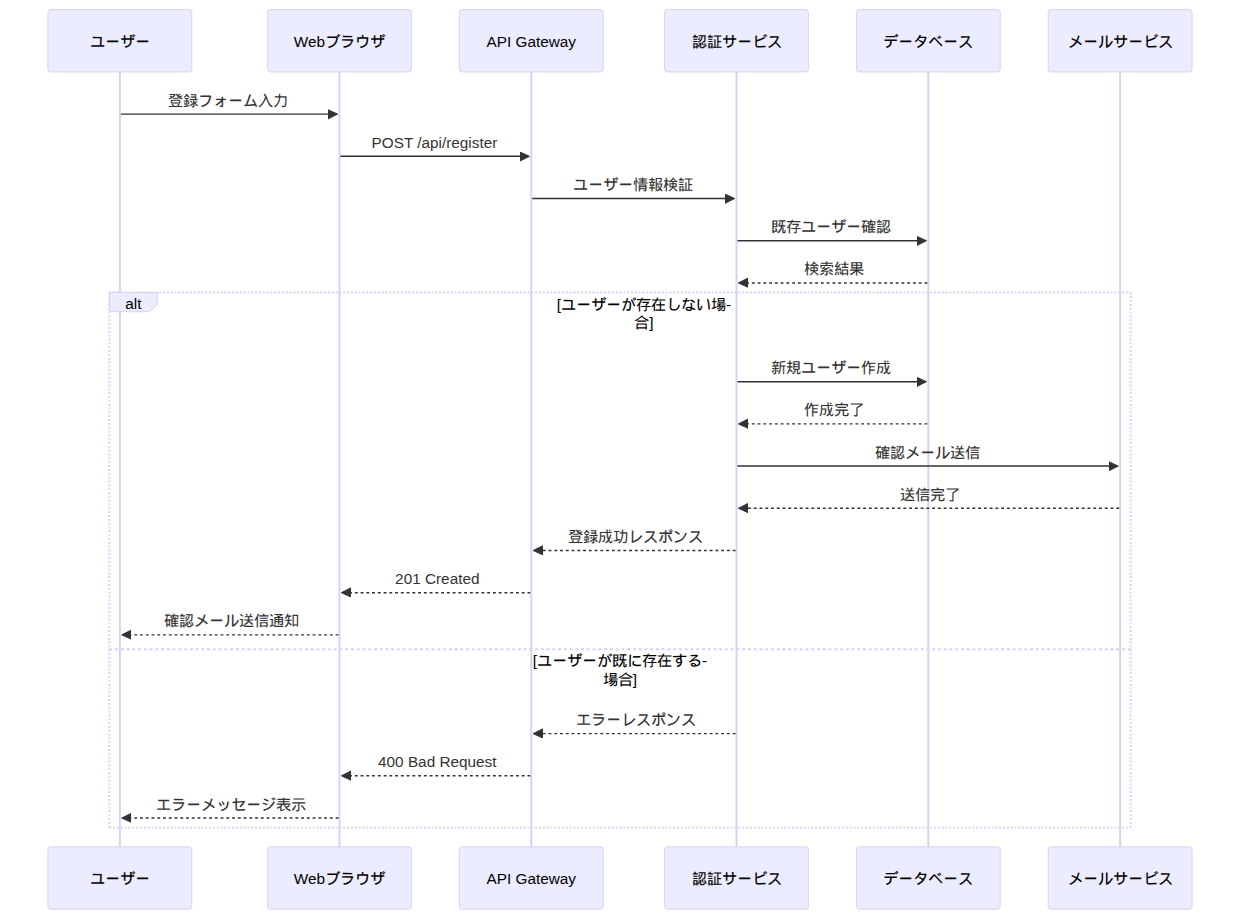 ユーザー
Webブラウザ
API Gateway
認証サービス
データベース
メールサービス
登録フォーム入力
POST /api/register
ユーザー情報検証
既存ユーザー確認
検索結果
alt
[ユーザーが存在しない場-
合]
新規ユーザー作成
作成完了
確認メール送信
送信完了
登録成功レスポンス
201 Created
確認メール送信通知
[ユーザーが既に存在する-
場合]
エラーレスポンス
400 Bad Request
エラーメッセージ表示
ユーザー
Webブラウザ
API Gateway
認証サービス
データベース
メールサービス